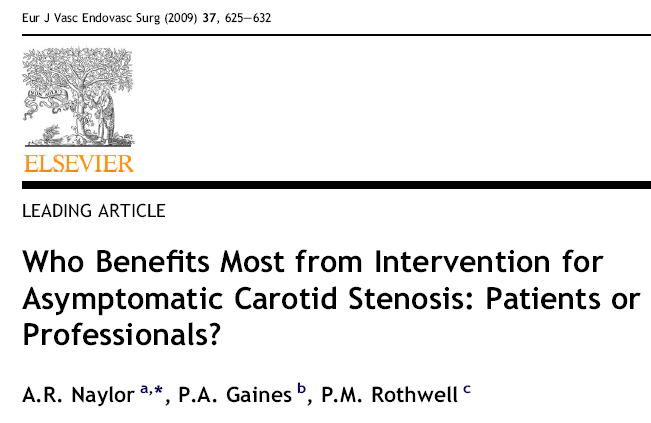 Eur J Vasc Endovasc Surg (2009) 37, 625–632
ELSEVIER
LEADING ARTICLE
Who Benefits Most from Intervention for
Asymptomatic Carotid Stenosis: Patients or
Professionals?
A.R. Naylor a,*, P.A. Gaines b, P.M. Rothwell c